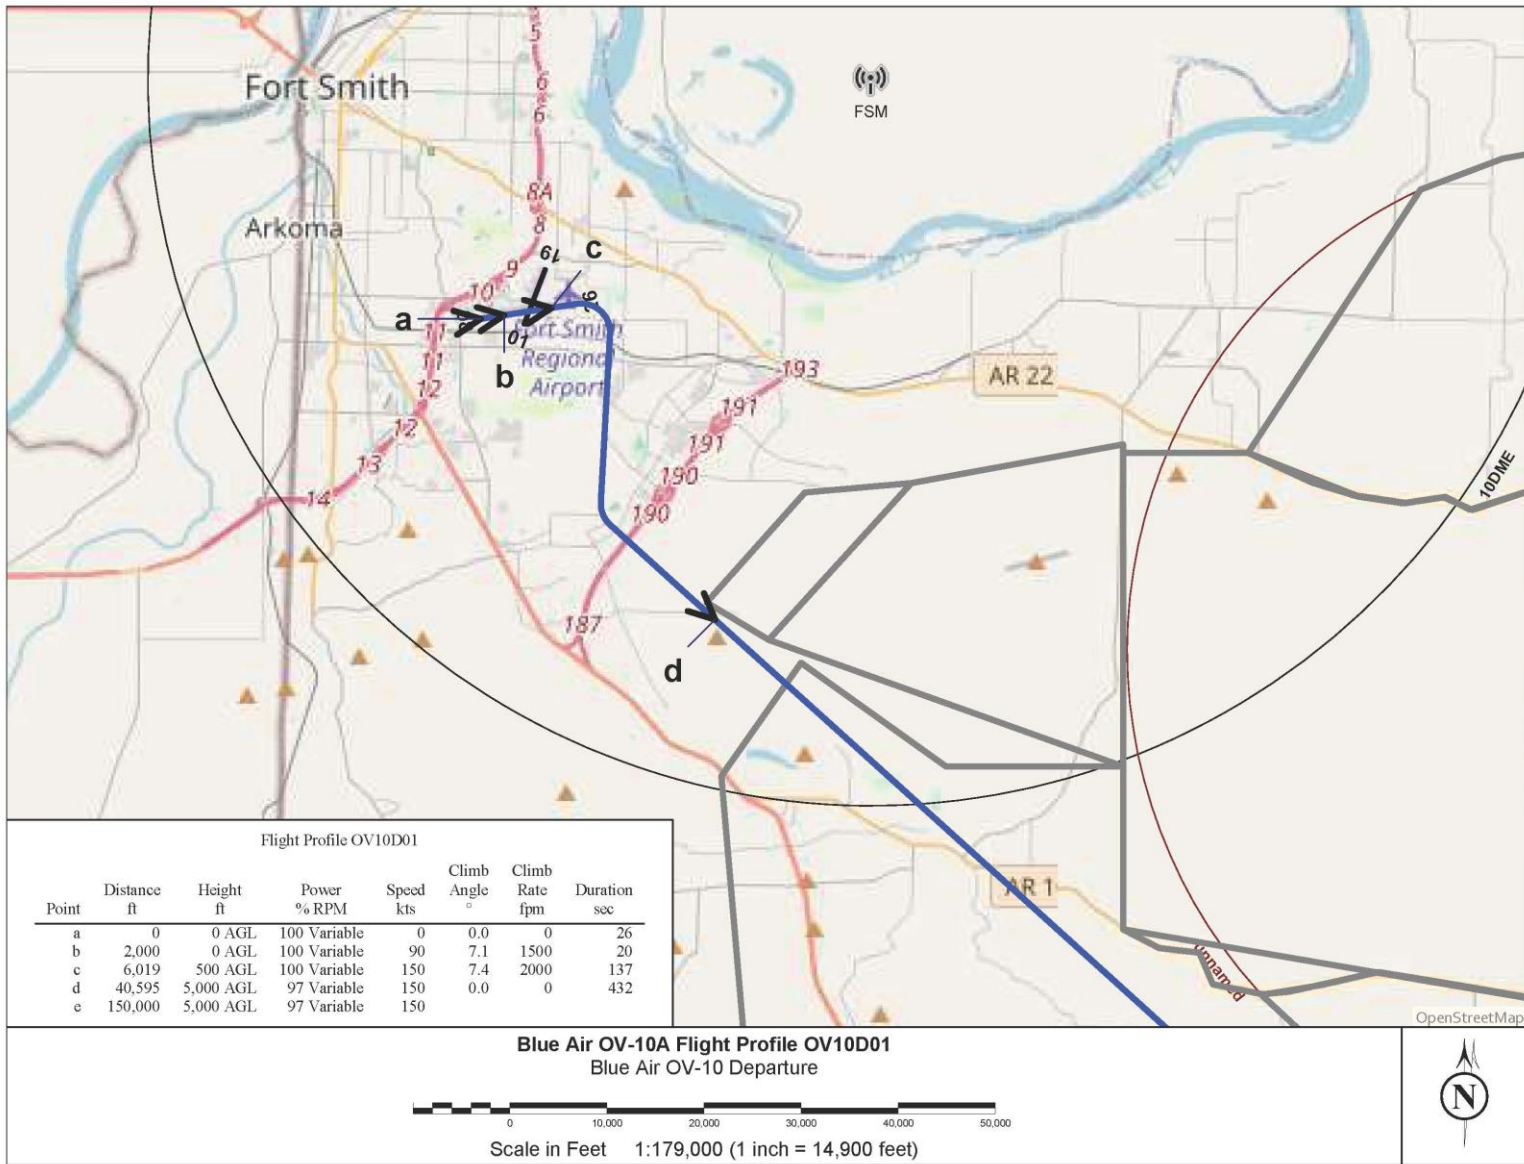 5
6
6
Fort Smith
FSM
8A
8
Arkoma
19
c
9
10
26
a
11
01
Fort Smith
Regional
Airport
b
11
12
193
AR 22
191
12
191
13
190
14
190
10DME
187
d
AR 1
unnamed
OpenStreetMap
Flight Profile OV10D01
Point Distance ft Height ft Power % RPM Speed kts Climb Angle ° Climb Rate fpm Duration sec
a 0 0 AGL 100 Variable 0 0.0 0 26
b 2,000 0 AGL 100 Variable 90 7.1 1500 20
c 6,019 500 AGL 100 Variable 150 7.4 2000 137
d 40,595 5,000 AGL 97 Variable 150 0.0 0 432
e 150,000 5,000 AGL 97 Variable 150
Blue Air OV-10A Flight Profile OV10D01
Blue Air OV-10 Departure
0 10,000 20,000 30,000 40,000 50,000
Scale in Feet 1:179,000 (1 inch = 14,900 feet)
N